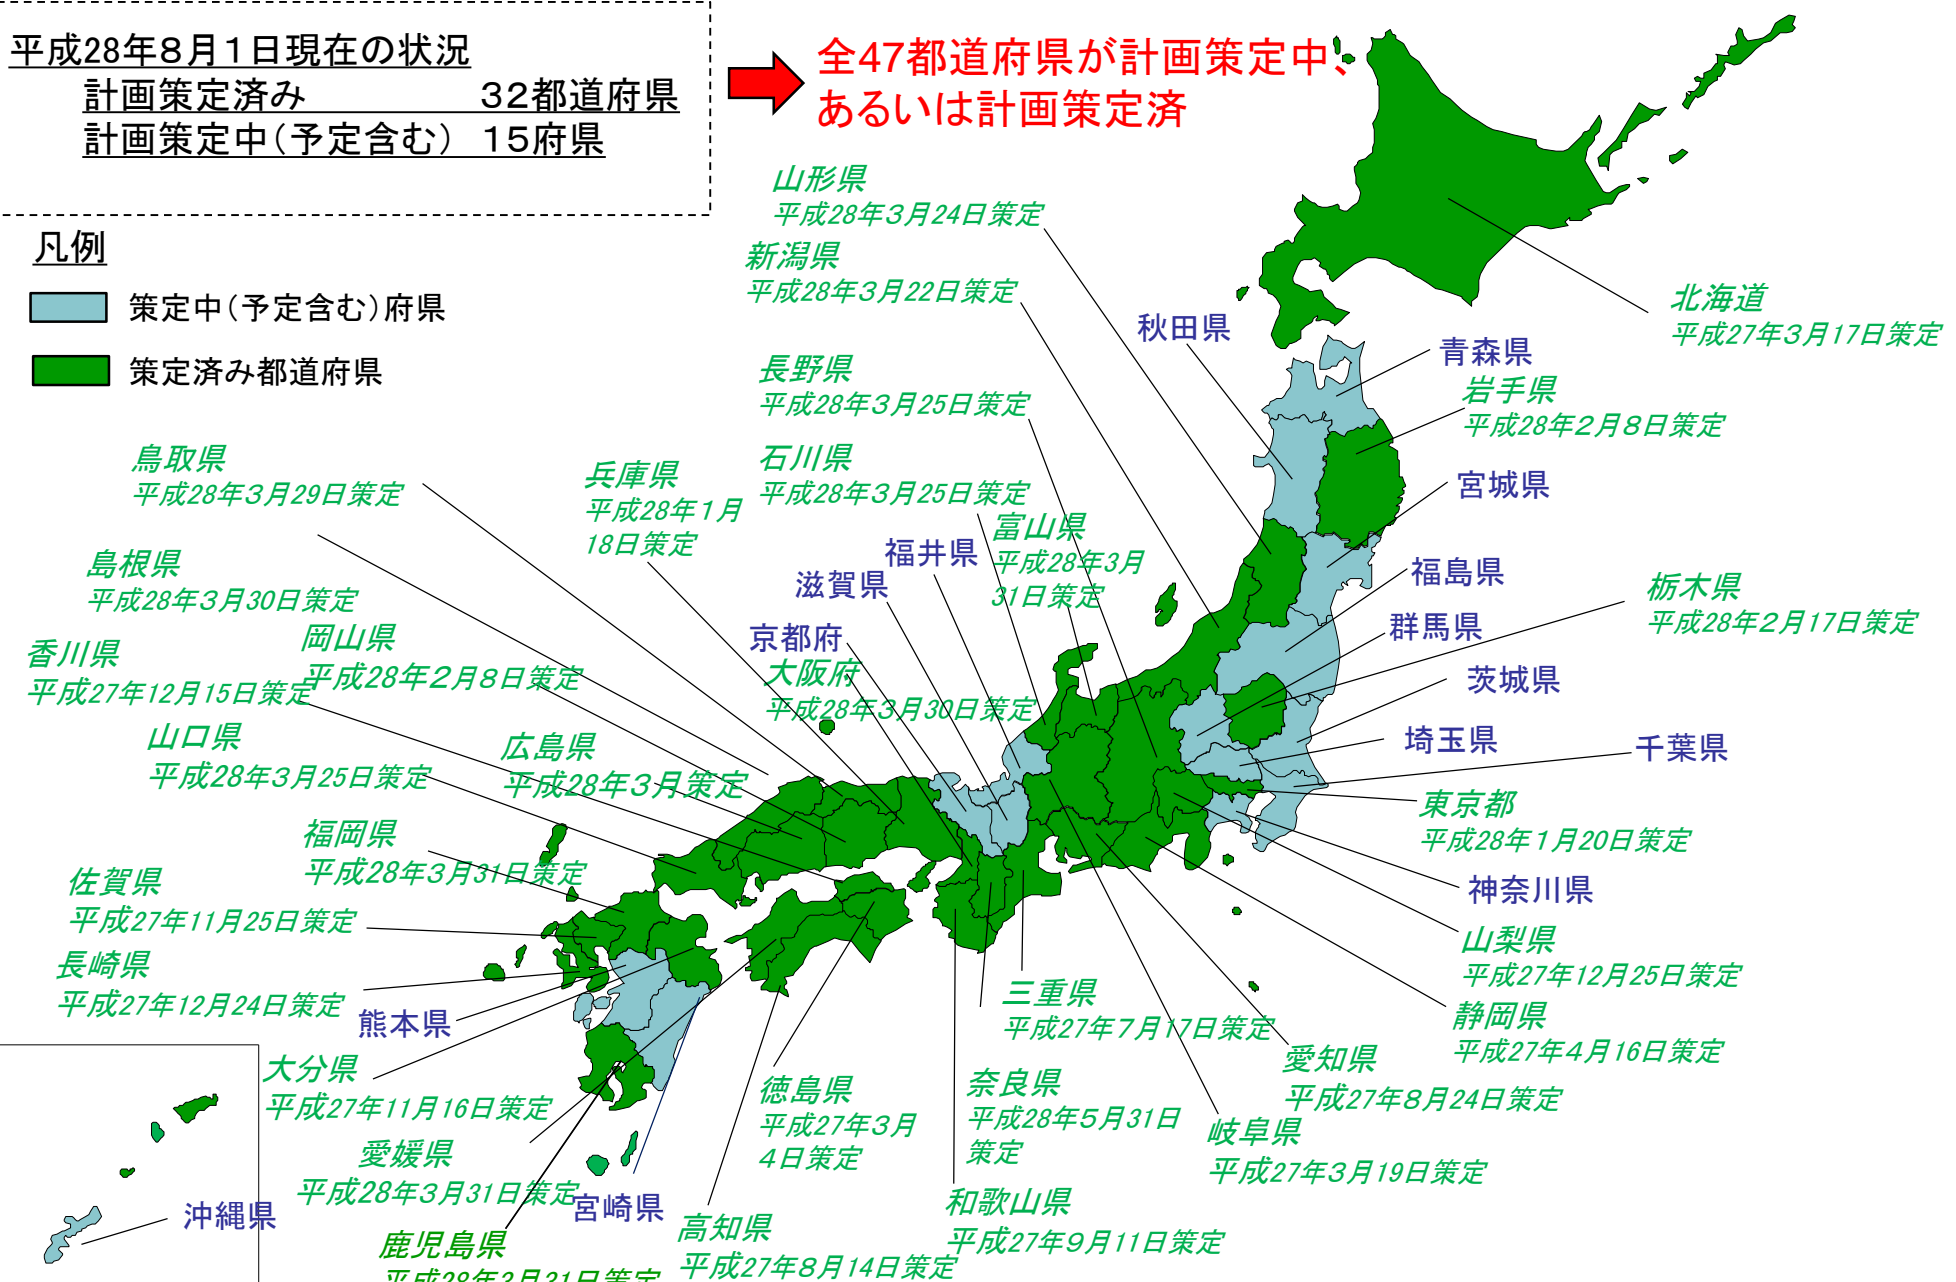 平成28年８月１日現在の状況
計画策定済み　　　　　　３２都道府県
計画策定中（予定含む）　１５府県
全47都道府県が計画策定中、
あるいは計画策定済
凡例
策定中（予定含む）府県
策定済み都道府県
山形県
平成28年３月24日策定
新潟県
平成28年３月22日策定
北海道
平成27年３月17日策定
秋田県
青森県
長野県
平成28年３月25日策定
岩手県
平成28年２月８日策定
鳥取県
平成28年３月29日策定
兵庫県
平成28年１月
18日策定
石川県
平成28年３月25日策定
宮城県
富山県
平成28年３月
31日策定
福井県
滋賀県
島根県
平成28年３月30日策定
福島県
栃木県
平成28年２月17日策定
群馬県
京都府
大阪府
平成28年３月30日策定
香川県
平成27年12月15日策定
岡山県
平成28年２月８日策定
茨城県
埼玉県
千葉県
山口県
平成28年３月25日策定
広島県
平成28年３月策定
東京都
平成28年１月20日策定
福岡県
平成28年３月31日策定
佐賀県
平成27年11月25日策定
神奈川県
山梨県
平成27年12月25日策定
長崎県
平成27年12月24日策定
熊本県
三重県
平成27年７月17日策定
静岡県
平成27年４月16日策定
大分県
平成27年11月16日策定
愛知県
平成27年８月24日策定
徳島県
平成27年３月
４日策定
奈良県
平成28年５月31日
策定
岐阜県
平成27年３月19日策定
愛媛県
平成28年３月31日策定
宮崎県
沖縄県
高知県
平成27年８月14日策定
和歌山県
平成27年９月11日策定
鹿児島県
平成28年３月31日策定